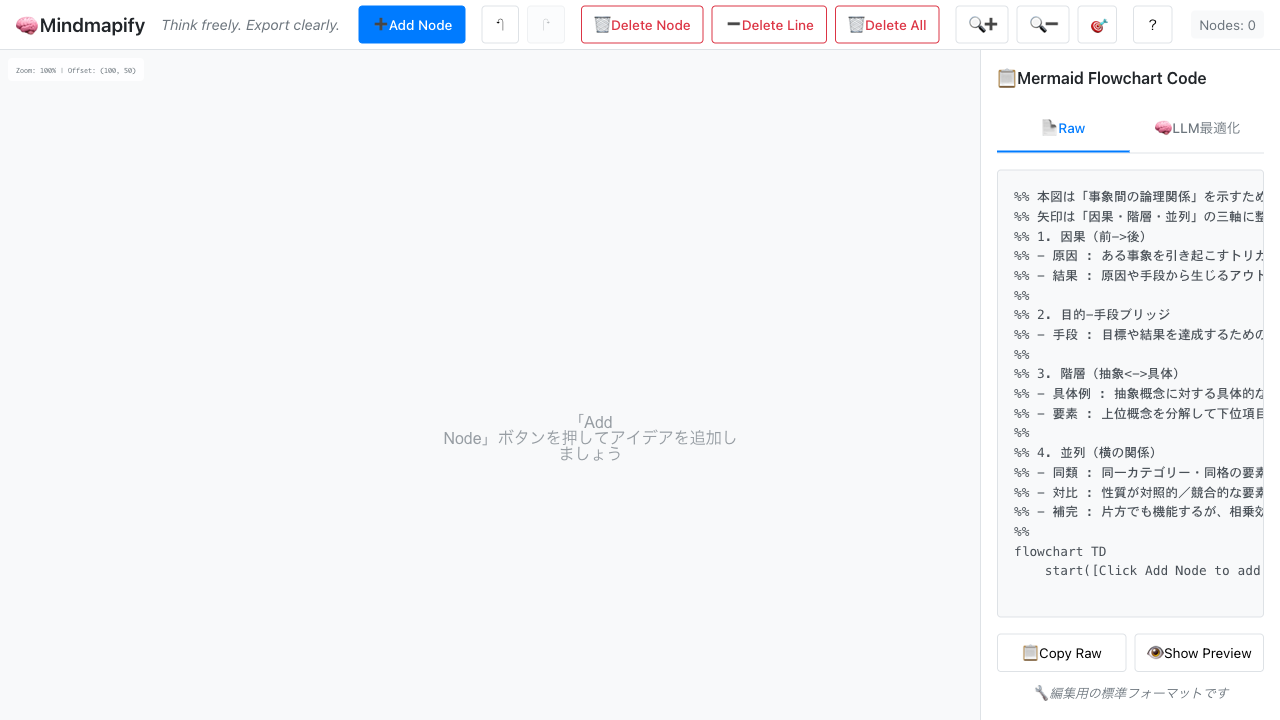 Mindmapify
Think freely. Export clearly.
Add Node
Delete Node
Delete Line
Delete All
?
Nodes: 0
Zoom: 100% | Offset: (100, 50)
「Add
Node」ボタンを押してアイデアを追加し
ましょう
Mermaid Flowchart Code
Raw
LLM最適化
%% 本図は「事象間の論理関係」を示すため
%% 矢印は「因果・階層・並列」の三軸に整
%% 1. 因果（前->後）
%% - 原因 : ある事象を引き起こすトリガ
%% - 結果 : 原因や手段から生じるアウト
%%
%% 2. 目的-手段ブリッジ
%% - 手段 : 目標や結果を達成するための
%%
%% 3. 階層（抽象<->具体）
%% - 具体例 : 抽象概念に対する具体的な
%% - 要素 : 上位概念を分解して下位項目
%%
%% 4. 並列（横の関係）
%% - 同類 : 同一カテゴリー・同格の要素
%% - 対比 : 性質が対照的／競合的な要素
%% - 補完 : 片方でも機能するが、相乗効
%%
flowchart TD
start([Click Add Node to add
Copy Raw
Show Preview
編集用の標準フォーマットです